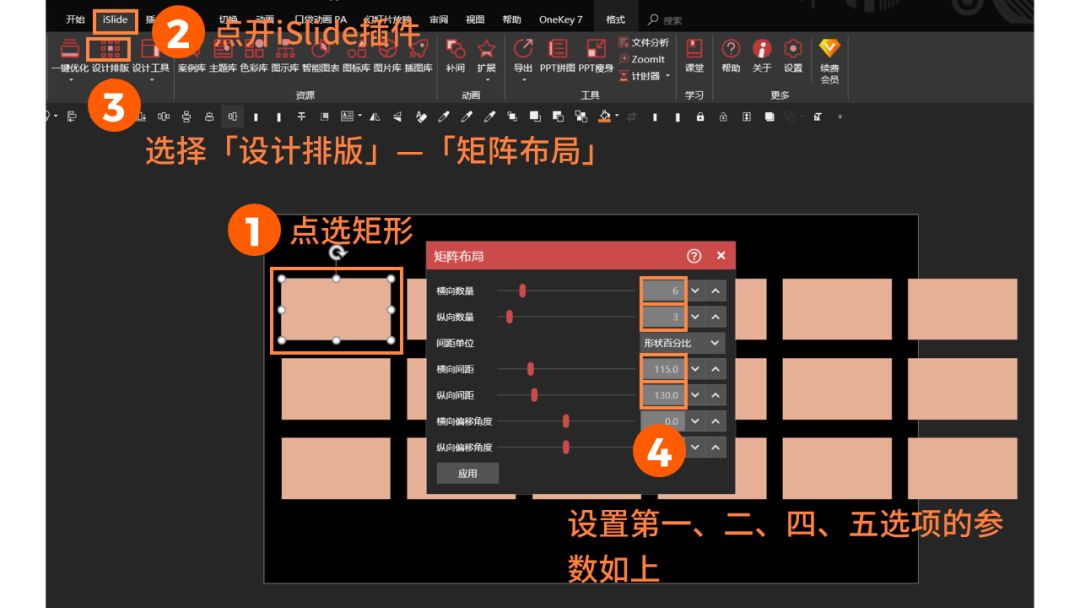 开始 iSlide 插 切换 动画 口袋动画 PA 幻灯片放映 审阅 视图 帮助 OneKey 7 格式 搜索
2 点开iSlide插件
一键优化 设计排版 设计工具 案例库 主题库 色彩库 图示库 智能图表 图标库 图片库 插图库 补间 扩展 导出 PPT拼图 PPT瘦身 文件分析 ZoomIt 计时器 课堂 帮助 关于 设置 续费会员
资源 动画 工具 学习 更多
3
选择「设计排版」—「矩阵布局」
1 点选矩形
矩阵布局
横向数量 6
纵向数量 3
间距单位 形状百分比
横向间距 115.0
纵向间距 130.0
横向偏移角度 0.0
纵向偏移角度
4
应用
设置第一、二、四、五选项的参
数如上